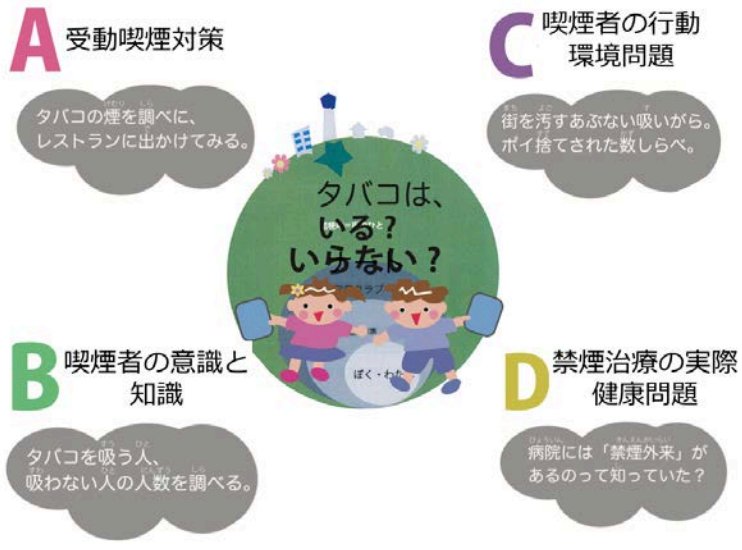 A 受動喫煙対策
タバコの煙を調べに、
レストランに出かけてみる。
C 喫煙者の行動
環境問題
街を汚すあぶない吸いがら。
ポイ捨てされた数しらべ。
タバコは、
いる？
いらない？
ぼく・わた
B 喫煙者の意識と
知識
タバコを吸う人、
吸わない人の人数を調べる。
D 禁煙治療の実際
健康問題
病院には「禁煙外来」が
あるのって知っていた？